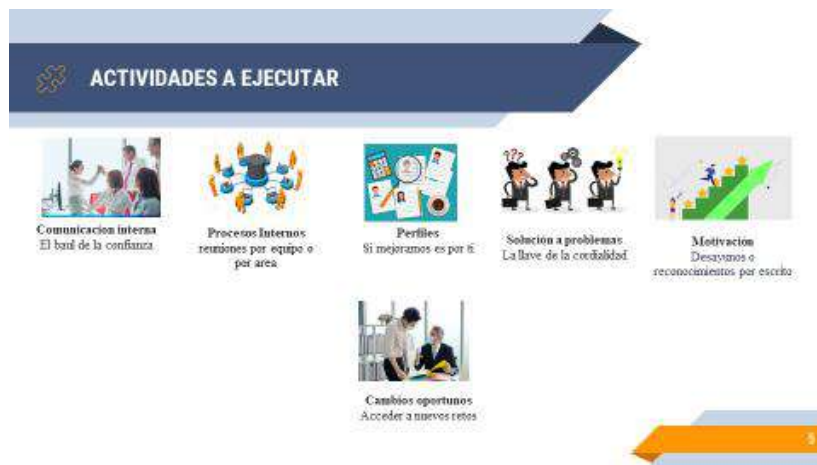 ACTIVIDADES A EJECUTAR
Comunicacion interna
El baul de la confianza
Procesos Internos
reuniones por equipo o
por area
Perfiles
Si mejoramos es por ti
Solución a problemas
La llave de la cordialidad
Motivación
Desayunos o
reconocimientos por escrito
Cambios oportunos
Acceder a nuevos retos